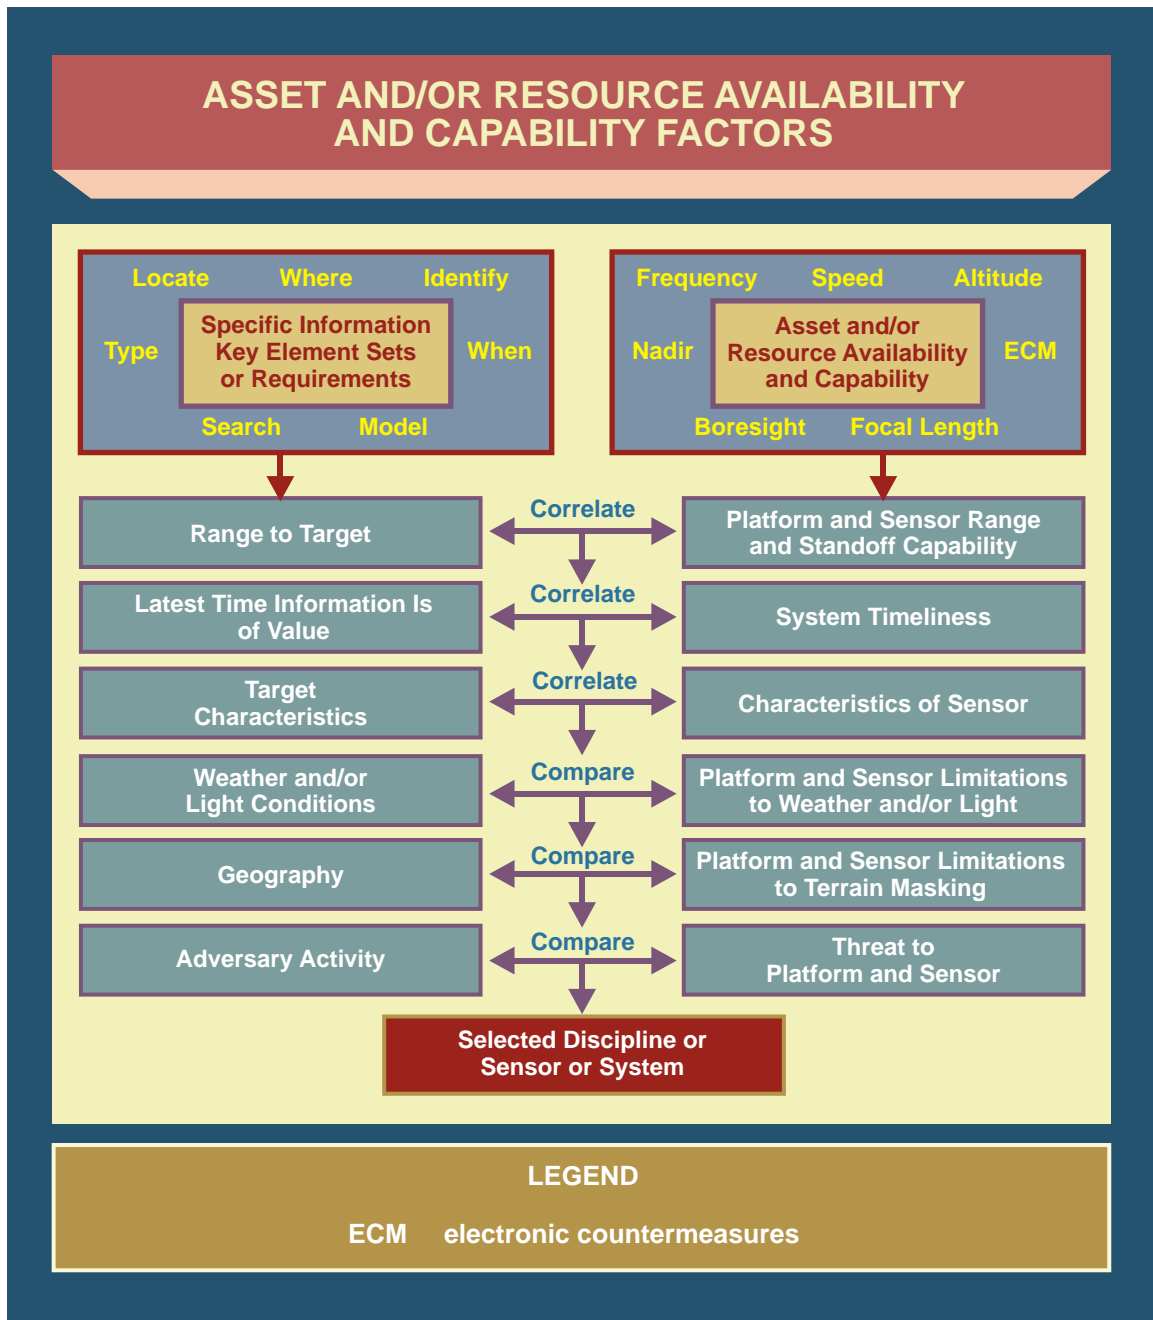 ASSET AND/OR RESOURCE AVAILABILITY
AND CAPABILITY FACTORS
Locate Where Identify
Type
Specific Information
Key Element Sets
or Requirements
When
Search Model
Frequency Speed Altitude
Nadir
Asset and/or
Resource Availability
and Capability
ECM
Boresight Focal Length
Range to Target
Correlate
Platform and Sensor Range
and Standoff Capability
Latest Time Information Is
of Value
Correlate
System Timeliness
Target
Characteristics
Correlate
Characteristics of Sensor
Weather and/or
Light Conditions
Compare
Platform and Sensor Limitations
to Weather and/or Light
Geography
Compare
Platform and Sensor Limitations
to Terrain Masking
Adversary Activity
Compare
Threat to
Platform and Sensor
Selected Discipline or
Sensor or System
LEGEND
ECM electronic countermeasures